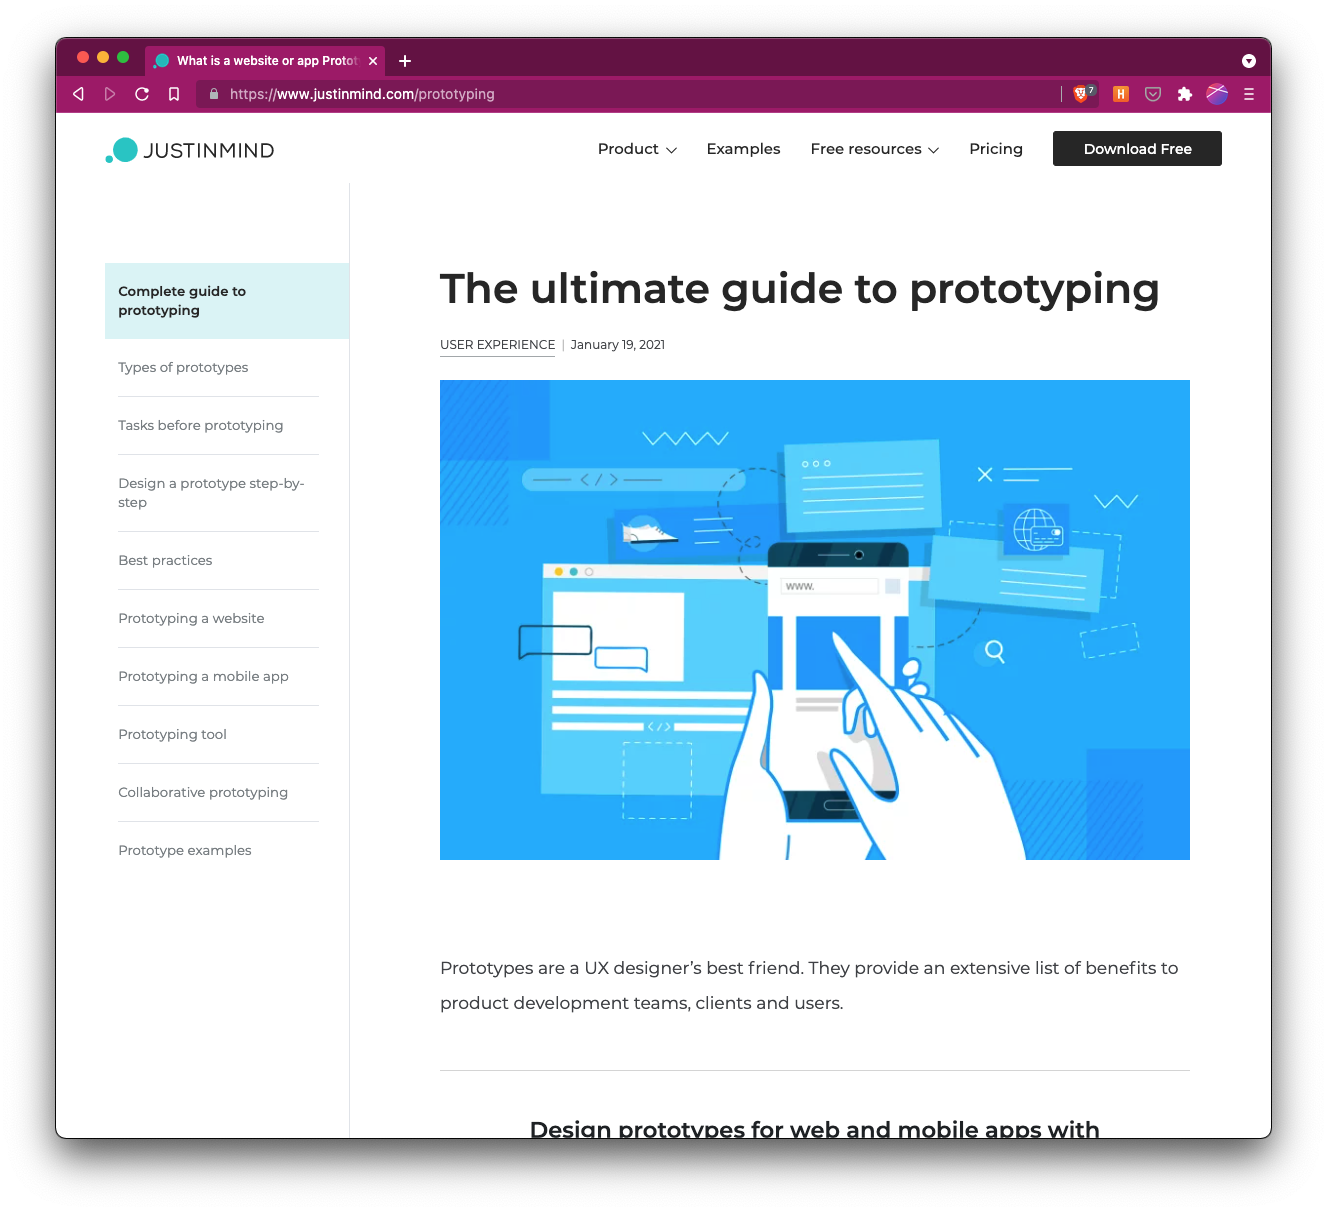 What is a website or app Protot
https://www.justinmind.com/prototyping
7
H
JUSTINMIND
Product
Examples
Free resources
Pricing
Download Free
Complete guide to
prototyping
Types of prototypes
Tasks before prototyping
Design a prototype step-by-
step
Best practices
Prototyping a website
Prototyping a mobile app
Prototyping tool
Collaborative prototyping
Prototype examples
The ultimate guide to prototyping
USER EXPERIENCE | January 19, 2021
</>
www.
</>
Prototypes are a UX designer’s best friend. They provide an extensive list of benefits to
product development teams, clients and users.
Design prototypes for web and mobile apps with